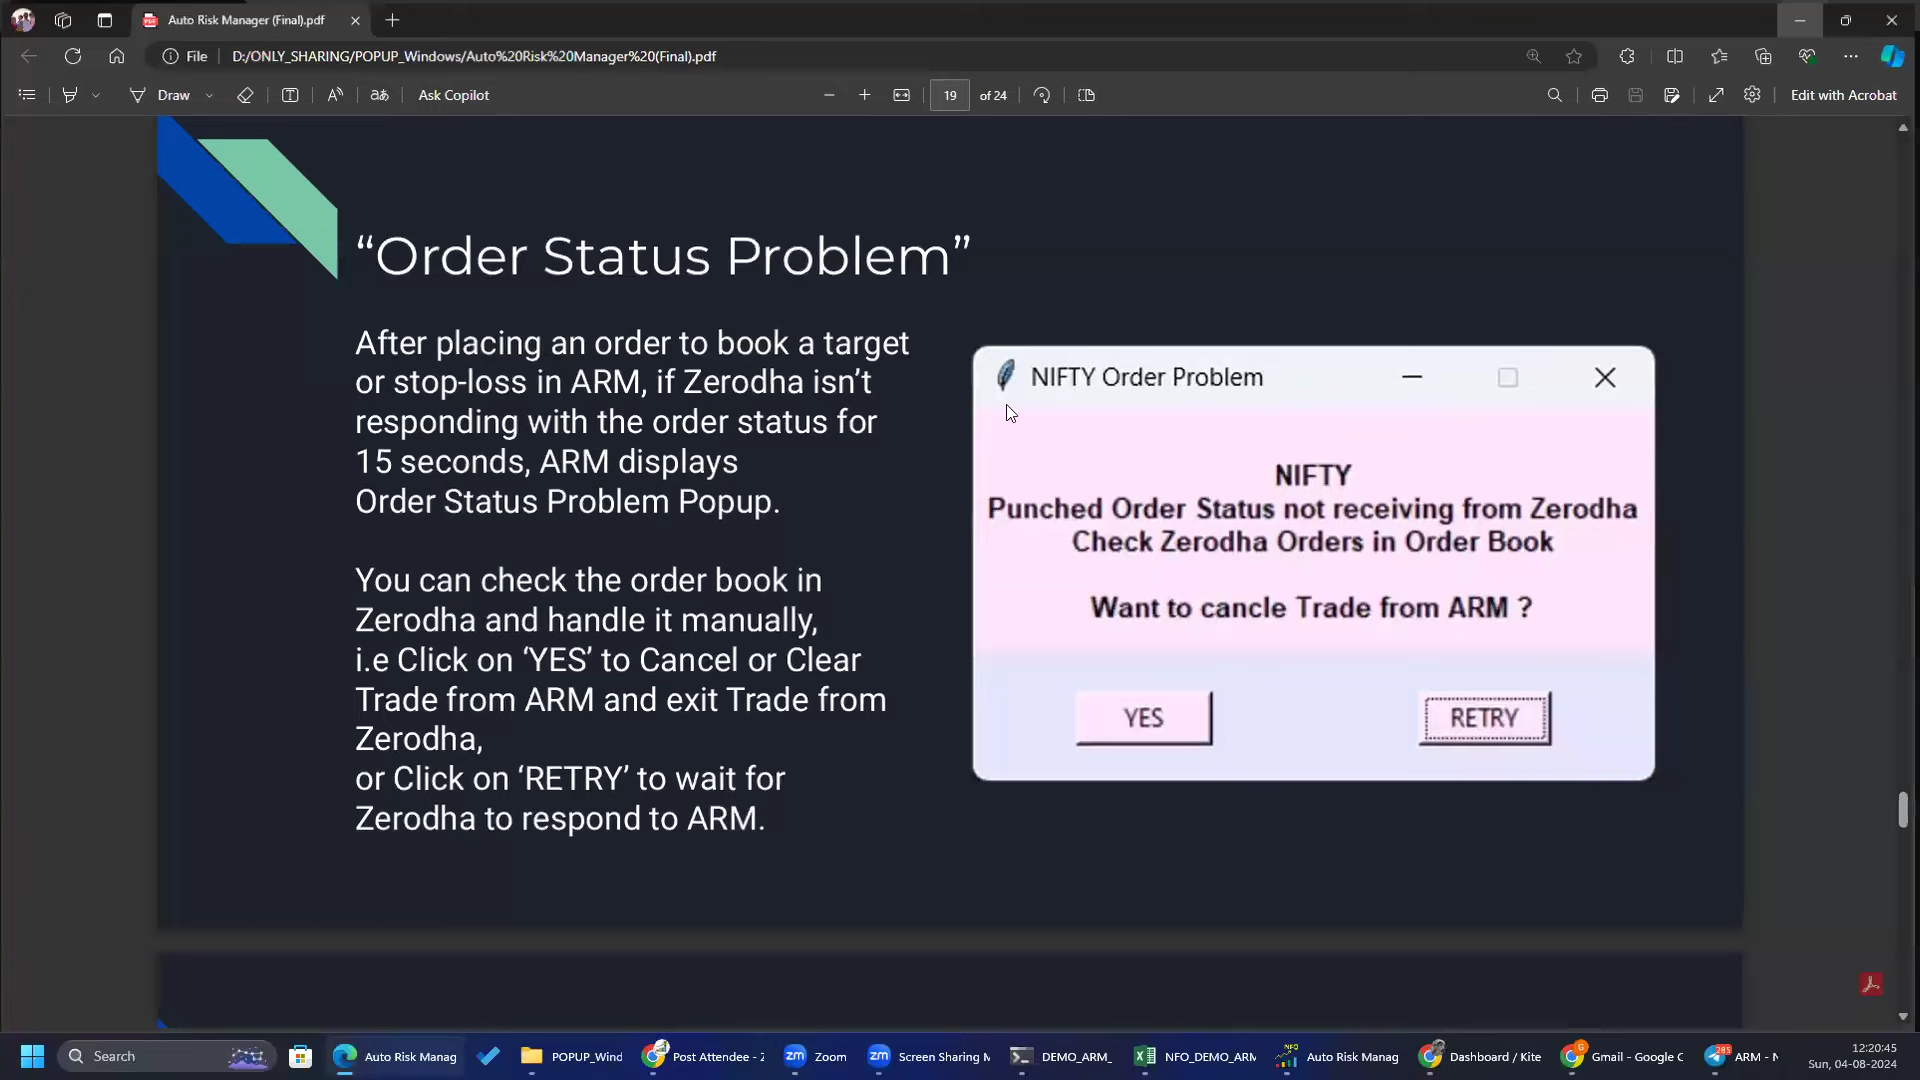 Auto Risk Manager (Final).pdf
File
D:/ONLY_SHARING/POPUP_Windows/Auto%20Risk%20Manager%20(Final).pdf
Draw
Ask Copilot
19
of 24
Edit with Acrobat
“Order Status Problem”
After placing an order to book a target
or stop-loss in ARM, if Zerodha isn’t
responding with the order status for
15 seconds, ARM displays
Order Status Problem Popup.
You can check the order book in
Zerodha and handle it manually,
i.e Click on ‘YES’ to Cancel or Clear
Trade from ARM and exit Trade from
Zerodha,
or Click on ‘RETRY’ to wait for
Zerodha to respond to ARM.
NIFTY Order Problem
NIFTY
Punched Order Status not receiving from Zerodha
Check Zerodha Orders in Order Book
Want to cancle Trade from ARM ?
YES
RETRY
Search
Auto Risk Manag
POPUP_Wind
Post Attendee - Z
Zoom
Screen Sharing M
DEMO_ARM_
NFO_DEMO_ARM
Auto Risk Manag
Dashboard / Kite
Gmail - Google C
285
ARM - N
12:20:45
Sun, 04-08-2024